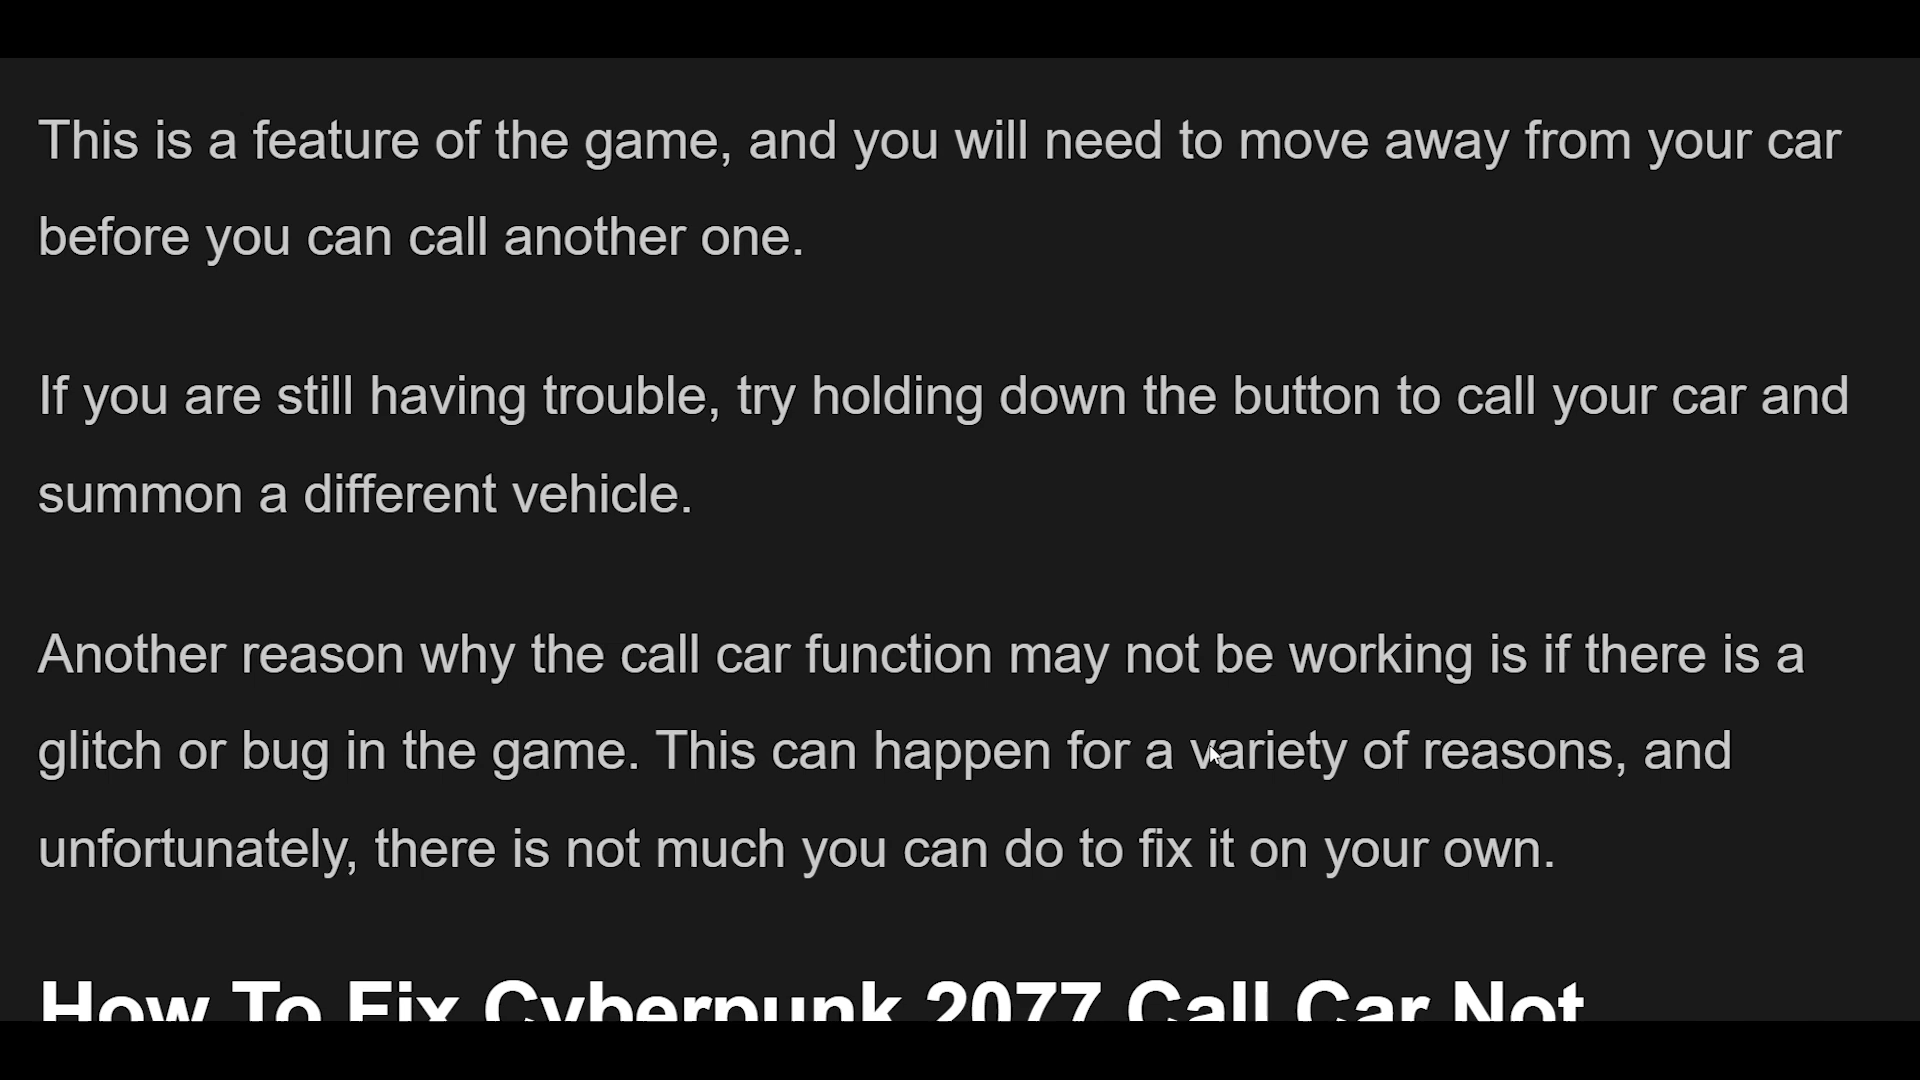 This is a feature of the game, and you will need to move away from your car
before you can call another one.
If you are still having trouble, try holding down the button to call your car and
summon a different vehicle.
Another reason why the call car function may not be working is if there is a
glitch or bug in the game. This can happen for a variety of reasons, and
unfortunately, there is not much you can do to fix it on your own.
How To Fix Cyberpunk 2077 Call Car Not